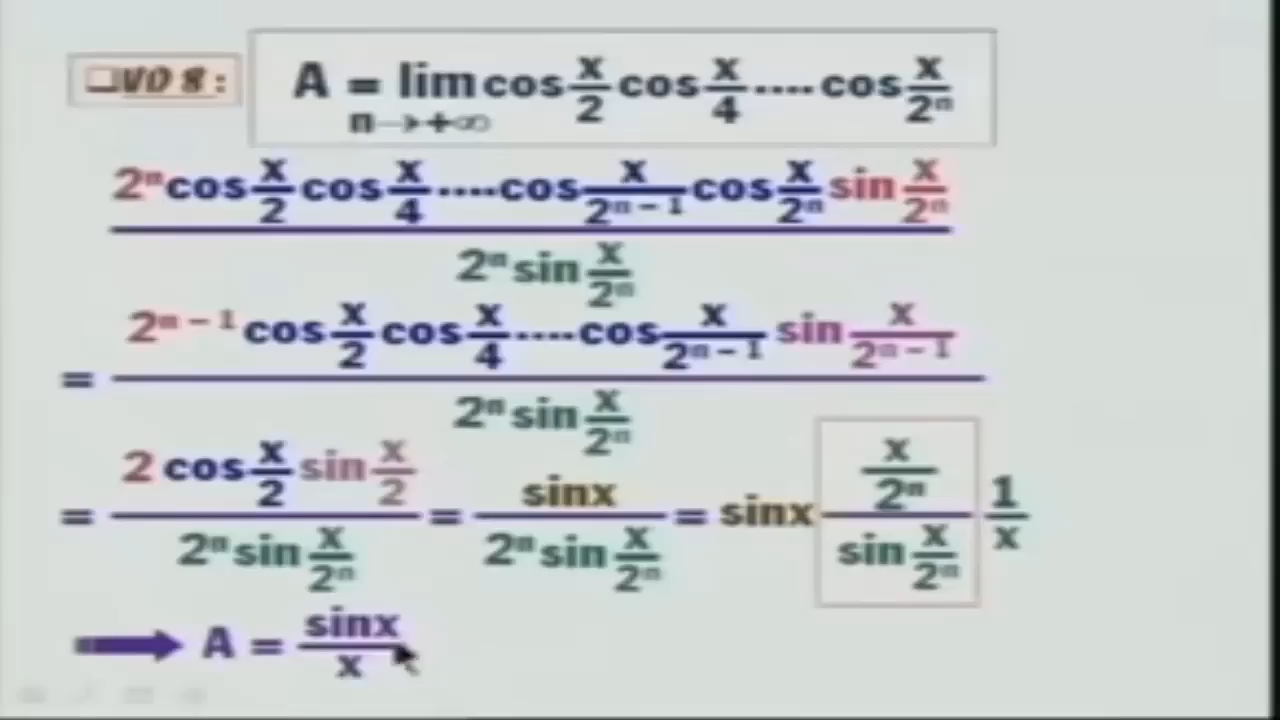 ❑VD 8 : A = lim cos x/2 cos x/4 .... cos x/2ⁿ
n→+∞
2ⁿcos x/2 cos x/4 ....cos x/2ⁿ⁻¹ cos x/2ⁿ sin x/2ⁿ
2ⁿsin x/2ⁿ
= 2ⁿ⁻¹cos x/2 cos x/4 ....cos x/2ⁿ⁻¹ sin x/2ⁿ⁻¹
2ⁿsin x/2ⁿ
= 2 cos x/2 sin x/2 / 2ⁿsin x/2ⁿ = sinx / 2ⁿsin x/2ⁿ = sinx x/2ⁿ / sin x/2ⁿ 1/x
A = sinx/x